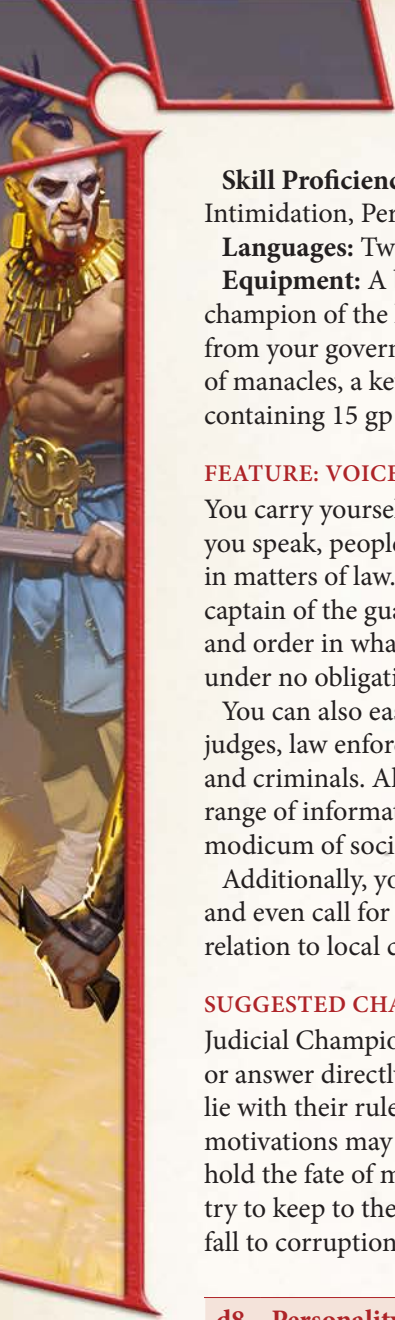 Skill Proficienc
Intimidation, Per
Languages: Tw
Equipment: A
champion of the
from your govern
of manacles, a ke
containing 15 gp
FEATURE: VOICE
You carry yoursel
you speak, people
in matters of law.
captain of the gua
and order in wha
under no obligati
You can also eas
judges, law enfor
and criminals. Al
range of informat
modicum of soci
Additionally, yo
and even call for
relation to local c
SUGGESTED CHA
Judicial Champio
or answer directl
lie with their rule
motivations may
hold the fate of m
try to keep to the
fall to corruption
d8 Personality